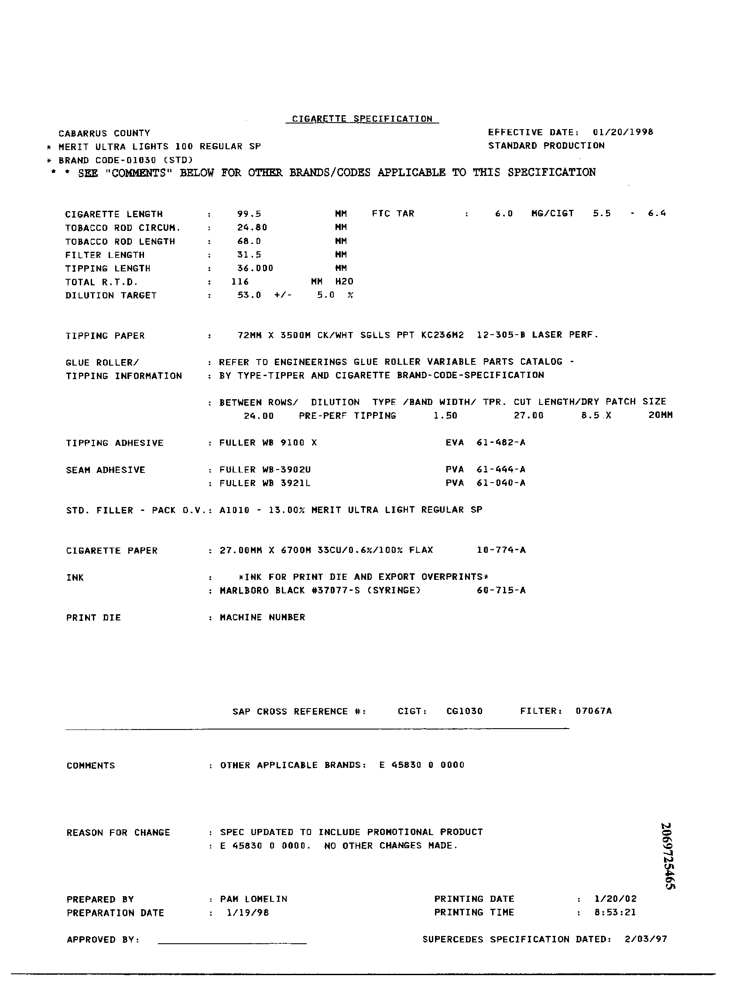 CIGARETTE SPECIFICATION
CABARRUS COUNTY EFFECTIVE DATE: 01/20/1998
* MERIT ULTRA LIGHTS 100 REGULAR SP STANDARD PRODUCTION
* BRAND CODE-01030 (STD)
* * SEE "COMMENTS" BELOW FOR OTHER BRANDS/CODES APPLICABLE TO THIS SPECIFICATION
CIGARETTE LENGTH : 99.5 MM FTC TAR : 6.0 MG/CIGT 5.5 - 6.4
TOBACCO ROD CIRCUM. : 24.80 MM
TOBACCO ROD LENGTH : 68.0 MM
FILTER LENGTH : 31.5 MM
TIPPING LENGTH : 36.000 MM
TOTAL R.T.D. : 116 MM H2O
DILUTION TARGET : 53.0 +/- 5.0 %
TIPPING PAPER : 72MM X 3500M CK/WHT SGLLS PPT KC236M2 12-305-B LASER PERF.
GLUE ROLLER/ : REFER TO ENGINEERINGS GLUE ROLLER VARIABLE PARTS CATALOG -
TIPPING INFORMATION : BY TYPE-TIPPER AND CIGARETTE BRAND-CODE-SPECIFICATION
: BETWEEN ROWS/ DILUTION TYPE /BAND WIDTH/ TPR. CUT LENGTH/DRY PATCH SIZE
24.00 PRE-PERF TIPPING 1.50 27.00 8.5 X 20MM
TIPPING ADHESIVE : FULLER WB 9100 X EVA 61-482-A
SEAM ADHESIVE : FULLER WB-3902U PVA 61-444-A
: FULLER WB 3921L PVA 61-040-A
STD. FILLER - PACK O.V.: A1010 - 13.00% MERIT ULTRA LIGHT REGULAR SP
CIGARETTE PAPER : 27.00MM X 6700M 33CU/0.6%/100% FLAX 10-774-A
INK : *INK FOR PRINT DIE AND EXPORT OVERPRINTS*
: MARLBORO BLACK #37077-S (SYRINGE) 60-715-A
PRINT DIE : MACHINE NUMBER
SAP CROSS REFERENCE #: CIGT: CG1030 FILTER: 07067A
COMMENTS : OTHER APPLICABLE BRANDS: E 45830 0 0000
REASON FOR CHANGE : SPEC UPDATED TO INCLUDE PROMOTIONAL PRODUCT
: E 45830 0 0000. NO OTHER CHANGES MADE.
2069725465
PREPARED BY : PAM LOMELIN PRINTING DATE : 1/20/02
PREPARATION DATE : 1/19/98 PRINTING TIME : 8:53:21
APPROVED BY: SUPERCEDES SPECIFICATION DATED: 2/03/97